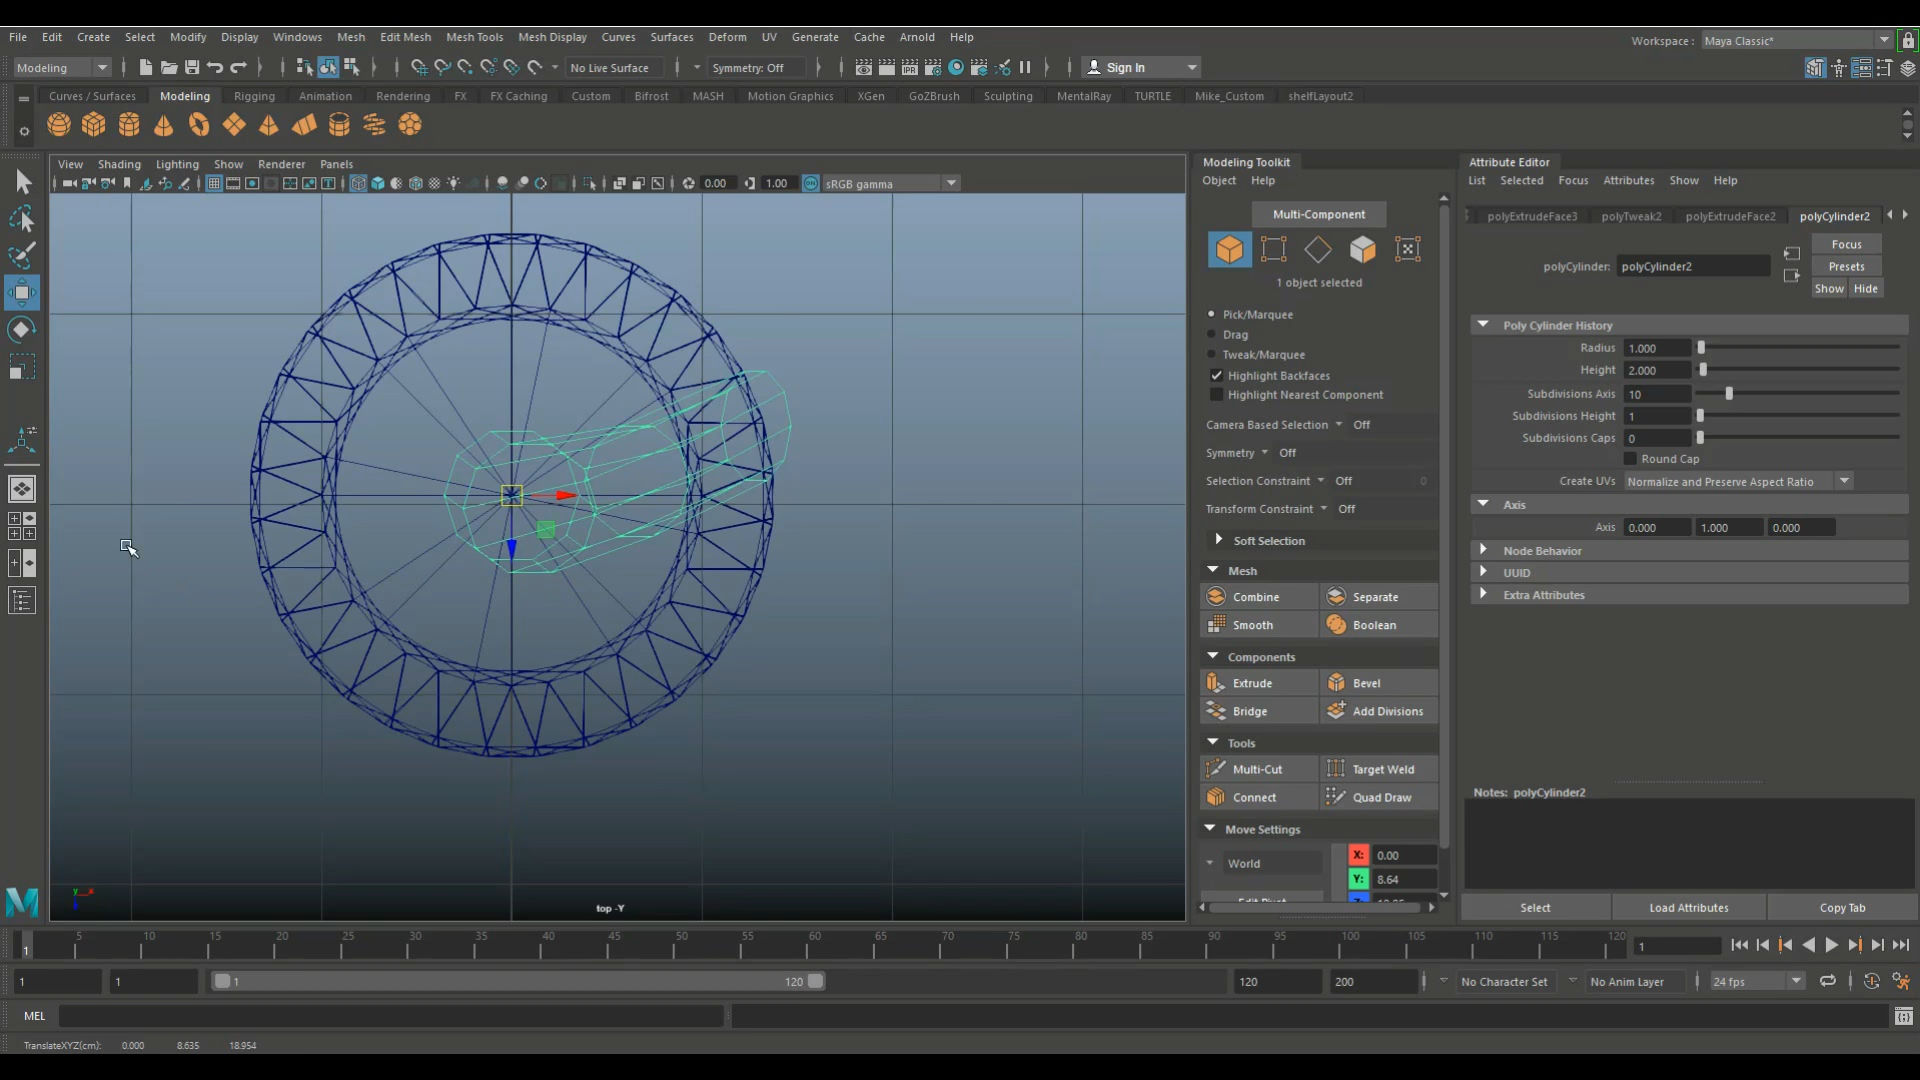 File Edit Create Select Modify Display Windows Mesh Edit Mesh Mesh Tools Mesh Display Curves Surfaces Deform UV Generate Cache Arnold Help
Workspace : Maya Classic*
Modeling No Live Surface Symmetry: Off Sign In
Curves / Surfaces Modeling Rigging Animation Rendering FX FX Caching Custom Bifrost MASH Motion Graphics XGen GoZBrush Sculpting MentalRay TURTLE Mike_Custom shelfLayout2
View Shading Lighting Show Renderer Panels
0.00 1.00 sRGB gamma
top -Y
Modeling Toolkit
Object Help
Multi-Component
1 object selected
Pick/Marquee
Drag
Tweak/Marquee
Highlight Backfaces
Highlight Nearest Component
Camera Based Selection Off
Symmetry Off
Selection Constraint Off 0
Transform Constraint Off
Soft Selection
Mesh
Combine Separate
Smooth Boolean
Components
Extrude Bevel
Bridge Add Divisions
Tools
Multi-Cut Target Weld
Connect Quad Draw
Move Settings
World
X: 0.00
Y: 8.64
Attribute Editor
List Selected Focus Attributes Show Help
polyExtrudeFace3 polyTweak2 polyExtrudeFace2 polyCylinder2
polyCylinder: polyCylinder2
Focus
Presets
Show Hide
Poly Cylinder History
Radius 1.000
Height 2.000
Subdivisions Axis 10
Subdivisions Height 1
Subdivisions Caps 0
Round Cap
Create UVs Normalize and Preserve Aspect Ratio
Axis
Axis 0.000 1.000 0.000
Node Behavior
UUID
Extra Attributes
Notes: polyCylinder2
Select Load Attributes Copy Tab
1 5 10 15 20 25 30 35 40 45 50 55 60 65 70 75 80 85 90 95 100 105 110 115 120 1
1 1 1 120 120 200 No Character Set No Anim Layer 24 fps
MEL
TranslateXYZ(cm): 0.000 8.635 18.954